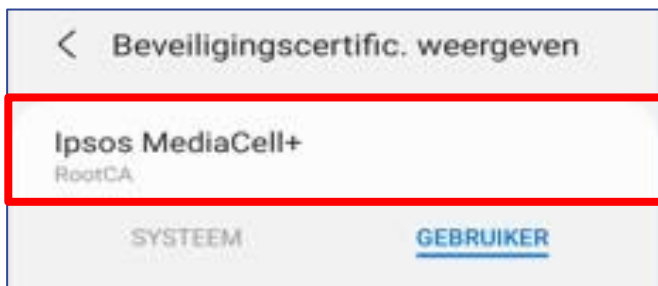 Beveiligingscertific. weergeven
Ipsos MediaCell+
RootCA
SYSTEEM GEBRUIKER